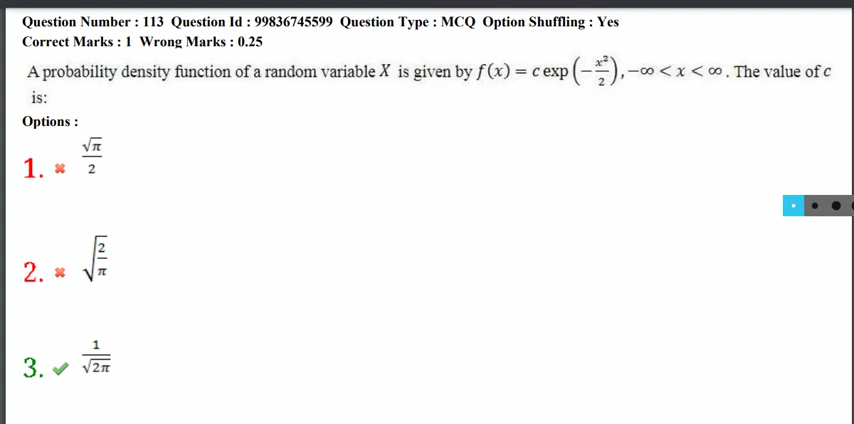 Question Number : 113 Question Id : 99836745599 Question Type : MCQ Option Shuffling : Yes
Correct Marks : 1 Wrong Marks : 0.25
A probability density function of a random variable X is given by f(x) = c exp(−x²/2), −∞ < x < ∞. The value of c
is:
Options :
1. ✖ √π/2
2. ✖ √(2/π)
3. ✔ 1/√2π